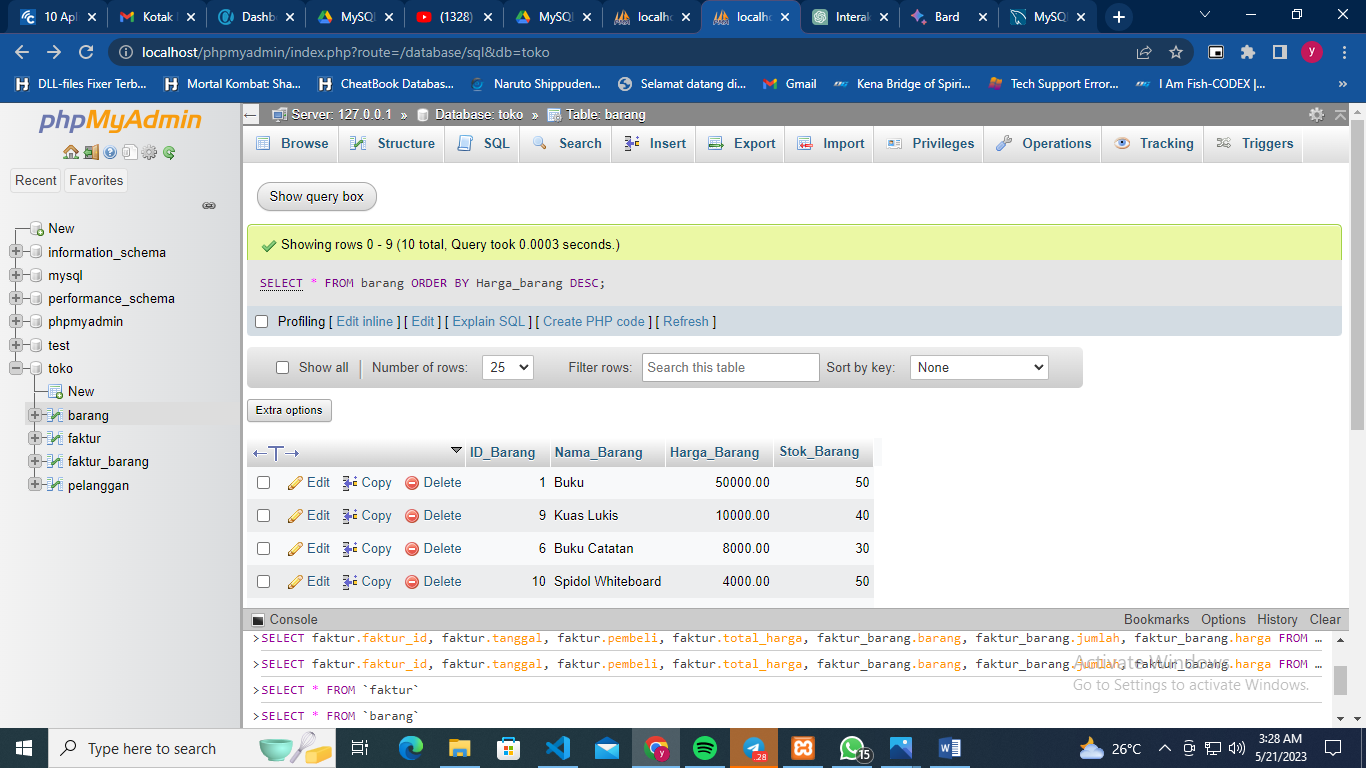 10 Apl
Kotak
Dashb
MySQ
(1328)
MySQ
localho
localho
Interak
Bard
MySQ
localhost/phpmyadmin/index.php?route=/database/sql&db=toko
y
DLL-files Fixer Terb...
Mortal Kombat: Sha...
CheatBook Databas...
Naruto Shippuden...
Selamat datang di...
Gmail
Kena Bridge of Spiri...
Tech Support Error...
I Am Fish-CODEX |...
»
phpMyAdmin
Recent
Favorites
New
information_schema
mysql
performance_schema
phpmyadmin
test
toko
New
barang
faktur
faktur_barang
pelanggan
Server: 127.0.0.1 » Database: toko » Table: barang
Browse
Structure
SQL
Search
Insert
Export
Import
Privileges
Operations
Tracking
Triggers
Show query box
Showing rows 0 - 9 (10 total, Query took 0.0003 seconds.)
SELECT * FROM barang ORDER BY Harga_barang DESC;
Profiling [ Edit inline ] [ Edit ] [ Explain SQL ] [ Create PHP code ] [ Refresh ]
Show all
Number of rows:
25
Filter rows:
Search this table
Sort by key:
None
Extra options
←T→ ID_Barang Nama_Barang Harga_Barang Stok_Barang
Edit Copy Delete 1 Buku 50000.00 50
Edit Copy Delete 9 Kuas Lukis 10000.00 40
Edit Copy Delete 6 Buku Catatan 8000.00 30
Edit Copy Delete 10 Spidol Whiteboard 4000.00 50
Console
Bookmarks Options History Clear
>SELECT faktur.faktur_id, faktur.tanggal, faktur.pembeli, faktur.total_harga, faktur_barang.barang, faktur_barang.jumlah, faktur_barang.harga FROM …
>SELECT faktur.faktur_id, faktur.tanggal, faktur.pembeli, faktur.total_harga, faktur_barang.barang, faktur_barang.jumlah, faktur_barang.harga FROM …
>SELECT * FROM `faktur`
>SELECT * FROM `barang`
Activate Windows
Go to Settings to activate Windows.
Type here to search
28
15
26°C
3:28 AM
5/21/2023